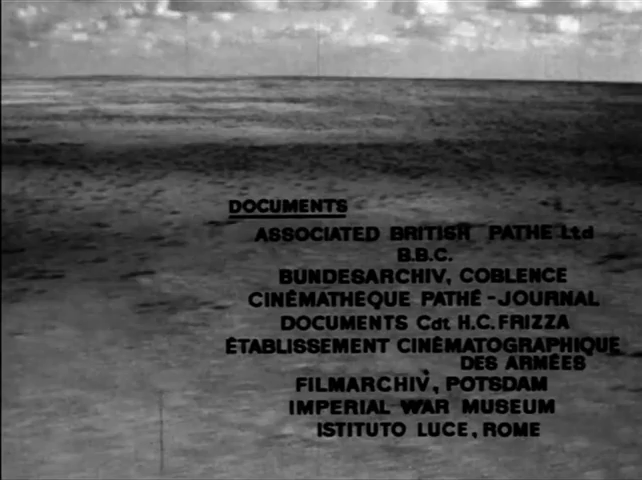 DOCUMENTS
ASSOCIATED BRITISH PATHE Ltd
B.B.C.
BUNDESARCHIV, COBLENCE
CINÉMATHÈQUE PATHÉ-JOURNAL
DOCUMENTS Cdt H.C. FRIZZA
ÉTABLISSEMENT CINÉMATOGRAPHIQUE
DES ARMÉES
FILMARCHIV, POTSDAM
IMPERIAL WAR MUSEUM
ISTITUTO LUCE, ROME